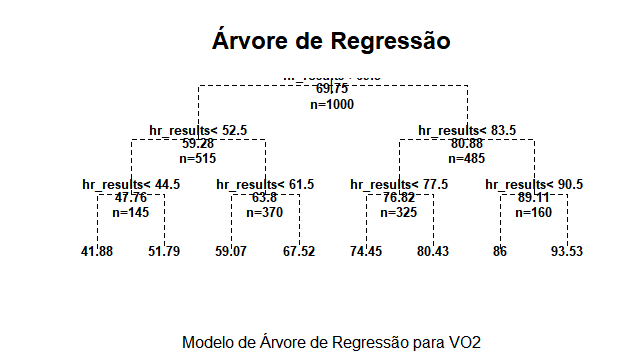 Árvore de Regressão
69.75
n=1000
hr_results< 52.5 hr_results< 83.5
59.28 80.88
n=515 n=485
hr_results< 44.5 hr_results< 61.5 hr_results< 77.5 hr_results< 90.5
47.76 63.8 76.82 89.11
n=145 n=370 n=325 n=160
41.88 51.79 59.07 67.52 74.45 80.43 86 93.53
Modelo de Árvore de Regressão para VO2